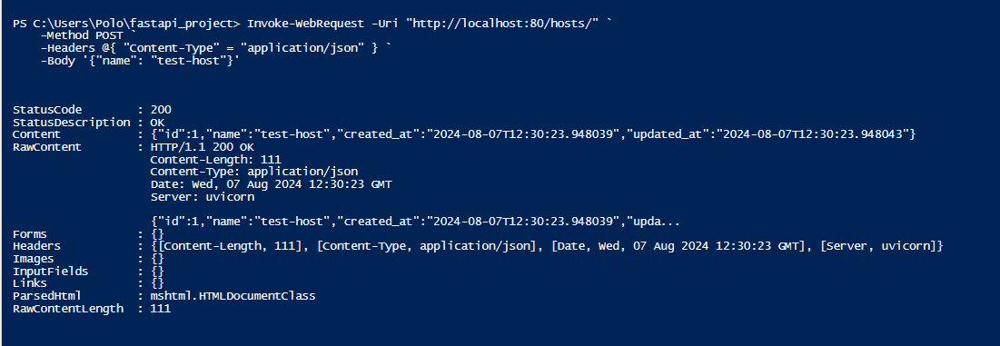 PS C:\Users\Polo\fastapi_project> Invoke-WebRequest -Uri "http://localhost:80/hosts/" `
    -Method POST `
    -Headers @{ "Content-Type" = "application/json" } `
    -Body '{"name": "test-host"}'
StatusCode        : 200
StatusDescription : OK
Content           : {"id":1,"name":"test-host","created_at":"2024-08-07T12:30:23.948039","updated_at":"2024-08-07T12:30:23.948043"}
RawContent        : HTTP/1.1 200 OK
                    Content-Length: 111
                    Content-Type: application/json
                    Date: Wed, 07 Aug 2024 12:30:23 GMT
                    Server: uvicorn
                    {"id":1,"name":"test-host","created_at":"2024-08-07T12:30:23.948039","upda...
Forms             : {}
Headers           : {[Content-Length, 111], [Content-Type, application/json], [Date, Wed, 07 Aug 2024 12:30:23 GMT], [Server, uvicorn]}
Images            : {}
InputFields       : {}
Links             : {}
ParsedHtml        : mshtml.HTMLDocumentClass
RawContentLength  : 111